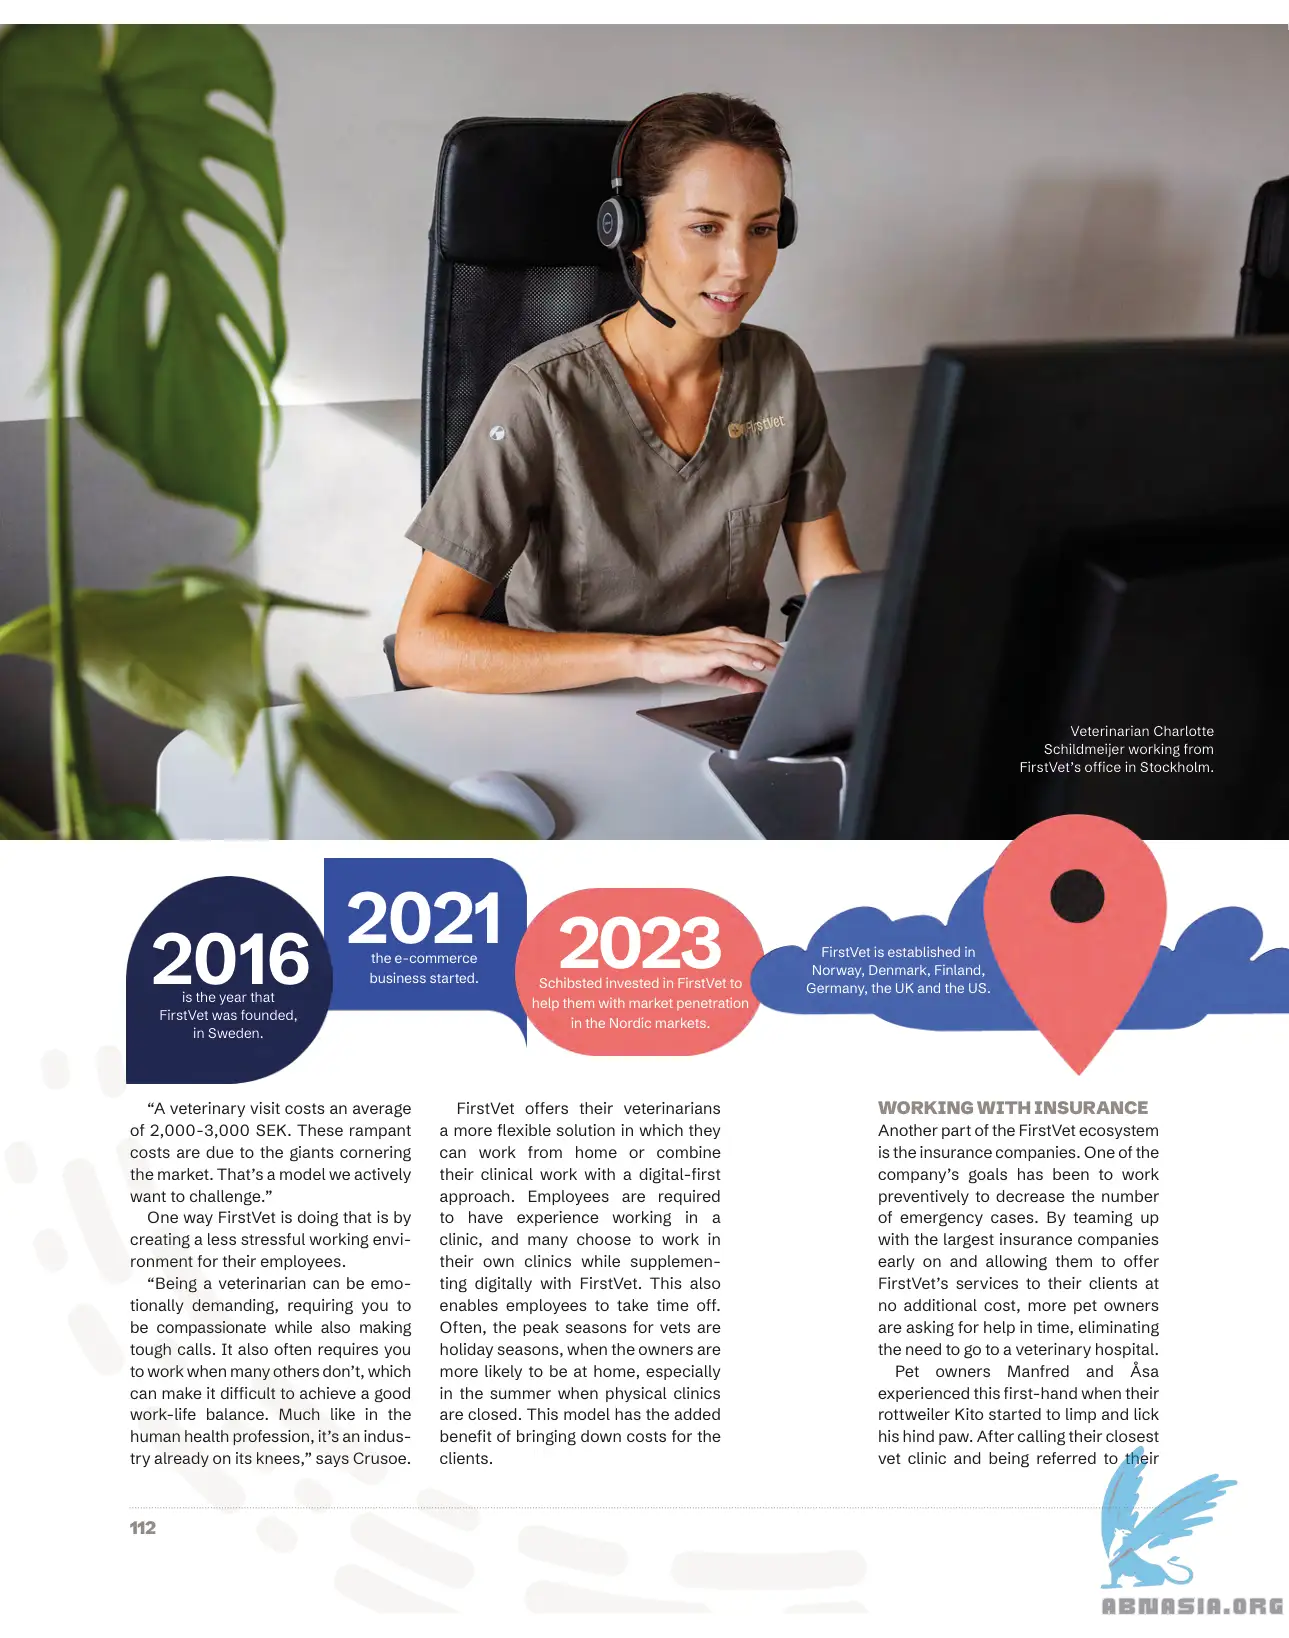 FirstVet
Veterinarian Charlotte
Schildmeijer working from
FirstVet's office in Stockholm.
2016
is the year that
FirstVet was founded,
in Sweden.
2021
the e-commerce
business started.
2023
Schibsted invested in FirstVet to
help them with market penetration
in the Nordic markets.
FirstVet is established in
Norway, Denmark, Finland,
Germany, the UK and the US.
“A veterinary visit costs an average
of 2,000-3,000 SEK. These rampant
costs are due to the giants cornering
the market. That’s a model we actively
want to challenge.”
One way FirstVet is doing that is by
creating a less stressful working envi-
ronment for their employees.
“Being a veterinarian can be emo-
tionally demanding, requiring you to
be compassionate while also making
tough calls. It also often requires you
to work when many others don’t, which
can make it difficult to achieve a good
work-life balance. Much like in the
human health profession, it’s an indus-
try already on its knees,” says Crusoe.
FirstVet offers their veterinarians
a more flexible solution in which they
can work from home or combine
their clinical work with a digital-first
approach. Employees are required
to have experience working in a
clinic, and many choose to work in
their own clinics while supplemen-
ting digitally with FirstVet. This also
enables employees to take time off.
Often, the peak seasons for vets are
holiday seasons, when the owners are
more likely to be at home, especially
in the summer when physical clinics
are closed. This model has the added
benefit of bringing down costs for the
clients.
WORKING WITH INSURANCE
Another part of the FirstVet ecosystem
is the insurance companies. One of the
company’s goals has been to work
preventively to decrease the number
of emergency cases. By teaming up
with the largest insurance companies
early on and allowing them to offer
FirstVet’s services to their clients at
no additional cost, more pet owners
are asking for help in time, eliminating
the need to go to a veterinary hospital.
Pet owners Manfred and Åsa
experienced this first-hand when their
rottweiler Kito started to limp and lick
his hind paw. After calling their closest
vet clinic and being referred to their
112
ABNASIA.ORG